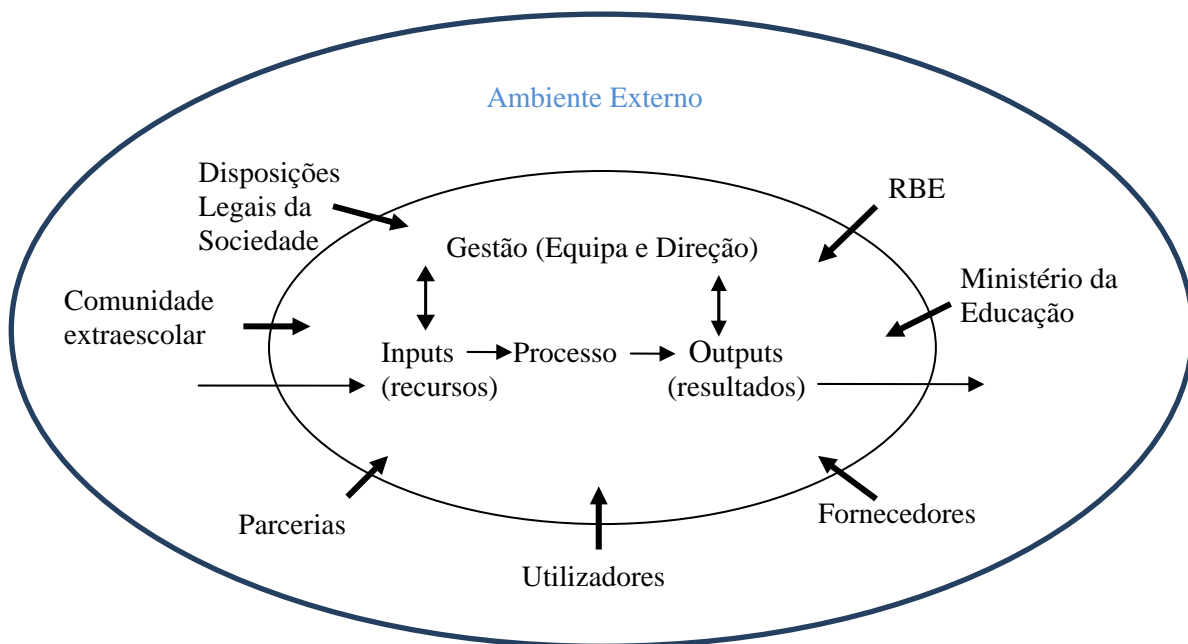 Ambiente Externo
Disposições
Legais da
Sociedade
RBE
Gestão (Equipa e Direção)
Comunidade
extraescolar
Ministério da
Educação
Inputs
(recursos)
Processo
Outputs
(resultados)
Parcerias
Utilizadores
Fornecedores